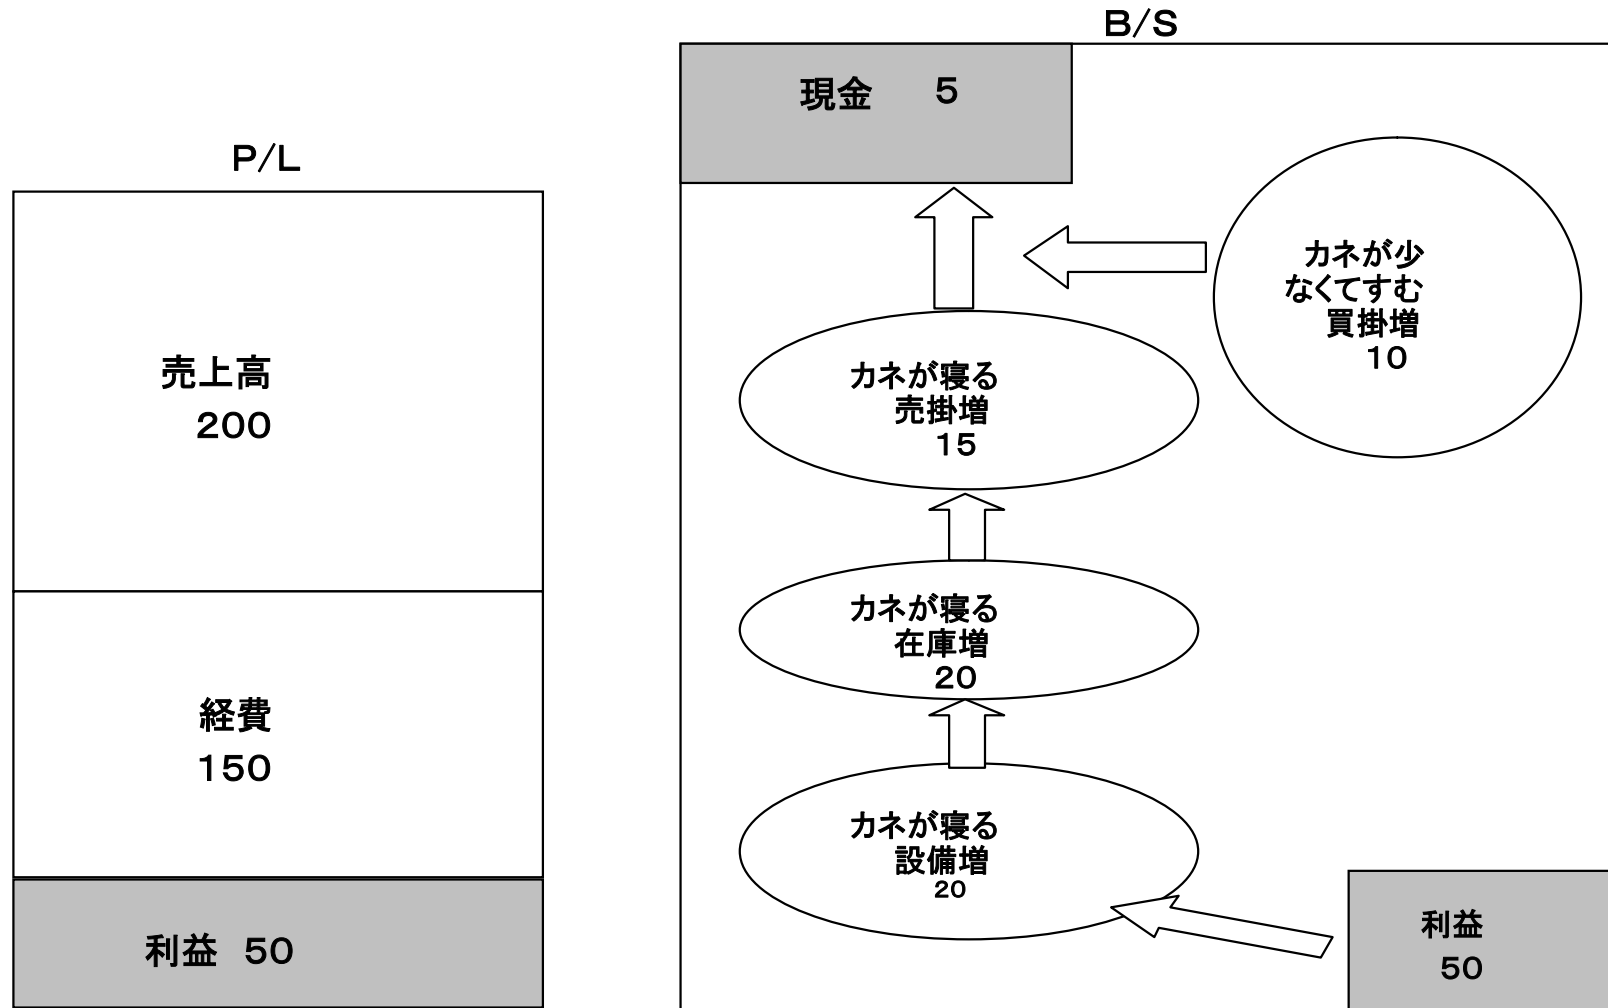 B/S
現金 5
P/L
売上高
200
経費
150
利益 50
カネが少
なくてすむ
買掛増
10
カネが寝る
売掛増
15
カネが寝る
在庫増
20
カネが寝る
設備増
20
利益
50